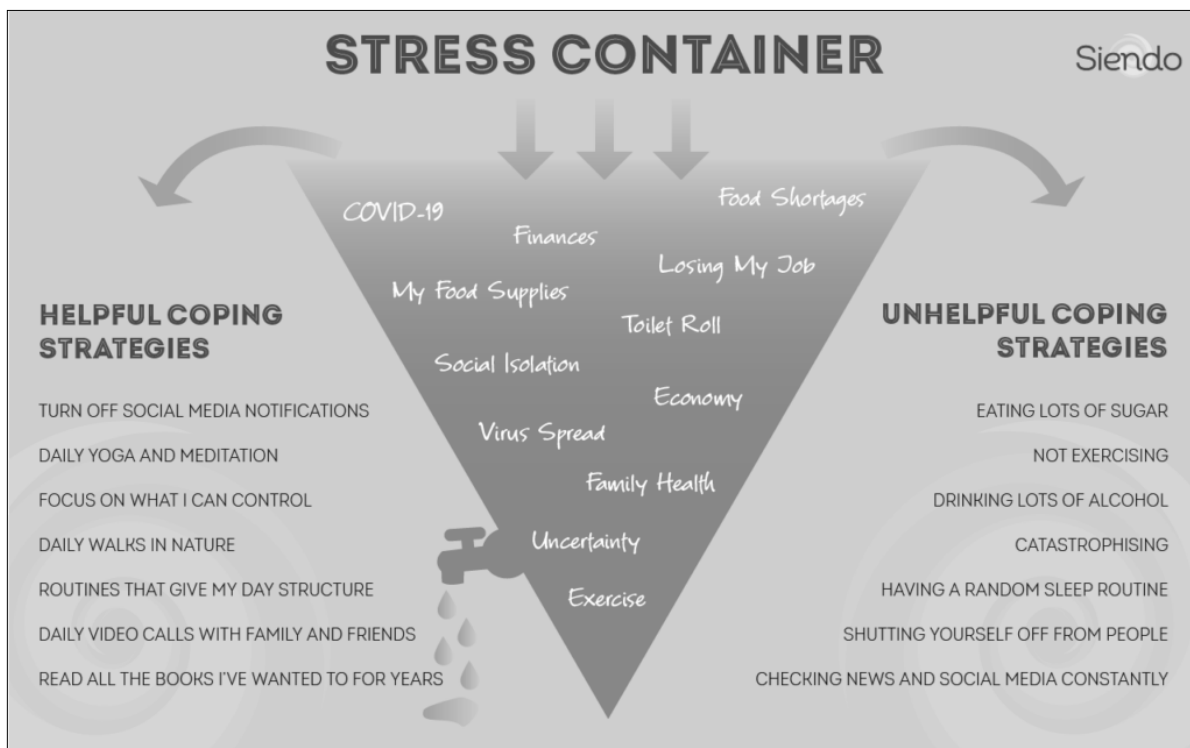 STRESS CONTAINER
Siendo
COVID-19
Food Shortages
Finances
Losing My Job
My Food Supplies
Toilet Roll
Social Isolation
Economy
Virus Spread
Family Health
Uncertainty
Exercise
HELPFUL COPING
STRATEGIES
TURN OFF SOCIAL MEDIA NOTIFICATIONS
DAILY YOGA AND MEDITATION
FOCUS ON WHAT I CAN CONTROL
DAILY WALKS IN NATURE
ROUTINES THAT GIVE MY DAY STRUCTURE
DAILY VIDEO CALLS WITH FAMILY AND FRIENDS
READ ALL THE BOOKS I'VE WANTED TO FOR YEARS
UNHELPFUL COPING
STRATEGIES
EATING LOTS OF SUGAR
NOT EXERCISING
DRINKING LOTS OF ALCOHOL
CATASTROPHISING
HAVING A RANDOM SLEEP ROUTINE
SHUTTING YOURSELF OFF FROM PEOPLE
CHECKING NEWS AND SOCIAL MEDIA CONSTANTLY